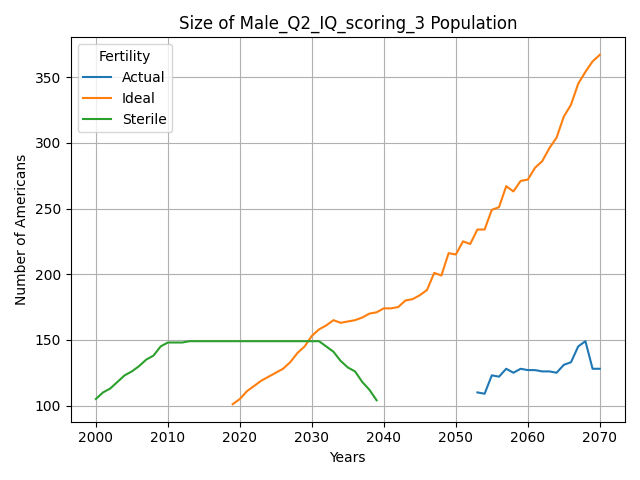 Size of Male_Q2_IQ_scoring_3 Population
Fertility
Actual
Ideal
Sterile
Number of Americans
350
300
250
200
150
100
2000 2010 2020 2030 2040 2050 2060 2070
Years